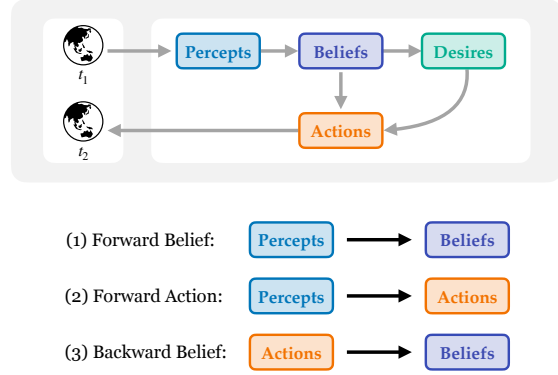 Percepts Beliefs Desires
t1
Actions
t2
(1) Forward Belief: Percepts Beliefs
(2) Forward Action: Percepts Actions
(3) Backward Belief: Actions Beliefs